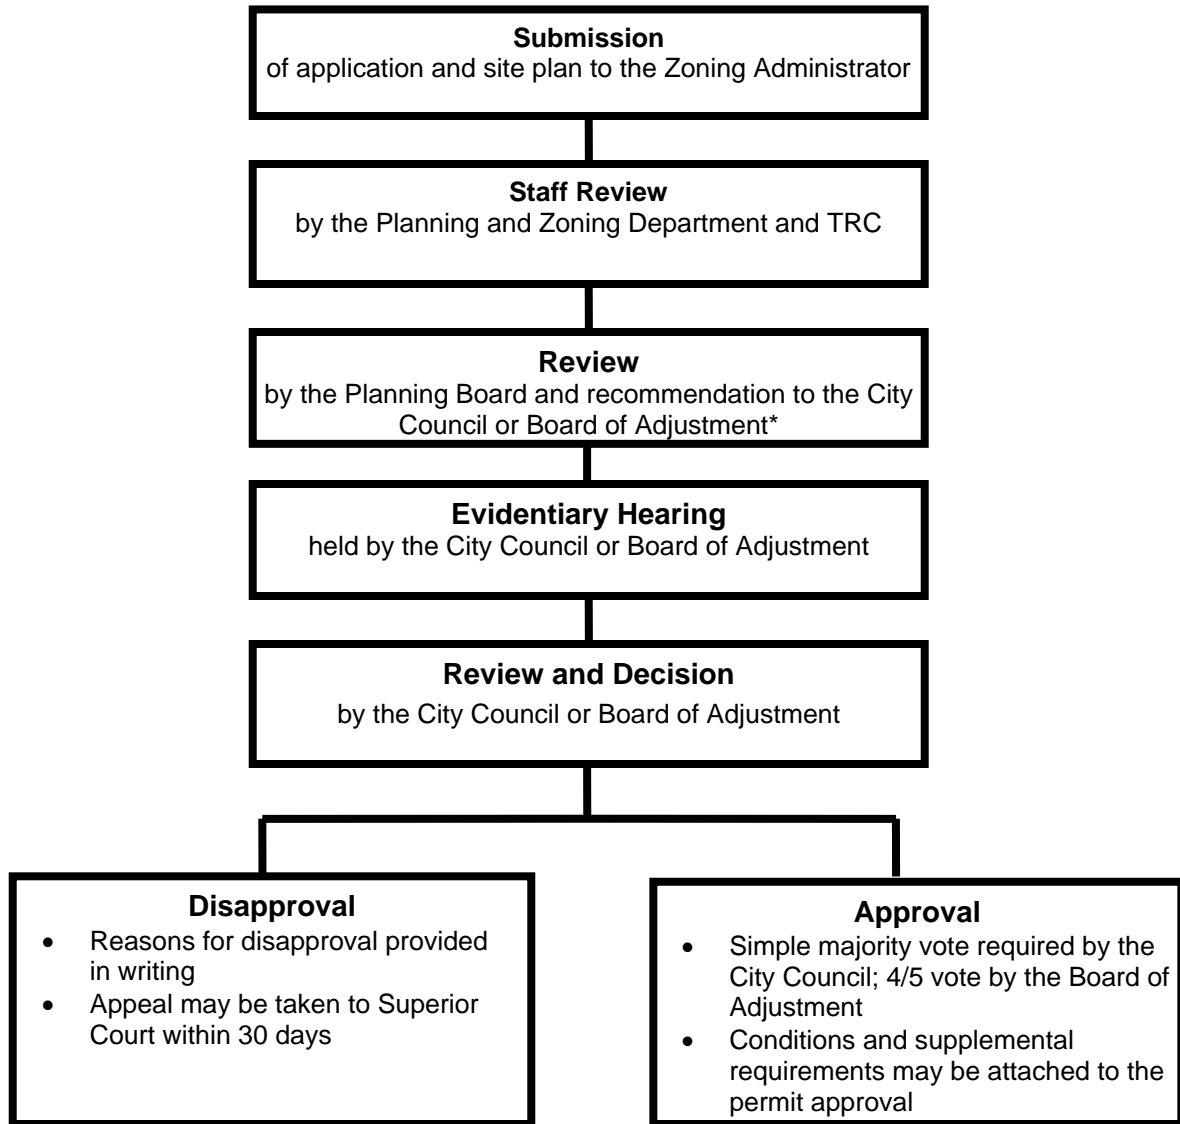 Submission
of application and site plan to the Zoning Administrator
Staff Review
by the Planning and Zoning Department and TRC
Review
by the Planning Board and recommendation to the City
Council or Board of Adjustment*
Evidentiary Hearing
held by the City Council or Board of Adjustment
Review and Decision
by the City Council or Board of Adjustment
Disapproval
• Reasons for disapproval provided
in writing
• Appeal may be taken to Superior
Court within 30 days
Approval
• Simple majority vote required by the
City Council; 4/5 vote by the Board of
Adjustment
• Conditions and supplemental
requirements may be attached to the
permit approval